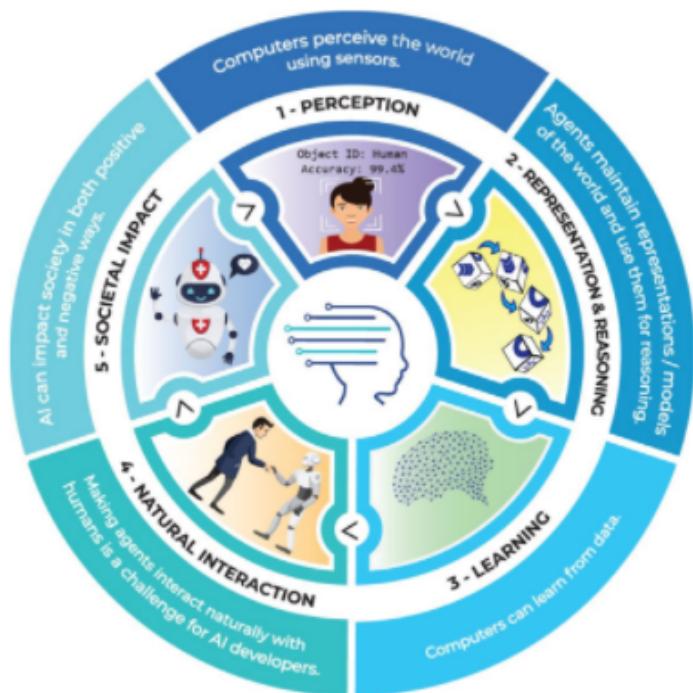 Computers perceive the world
using sensors.
1 - PERCEPTION
Object ID: Human
Accuracy: 99.4%
Agents maintain representations / models
of the world and use them for reasoning.
2 - REPRESENTATION & REASONING
3 - LEARNING
Computers can learn from data.
4 - NATURAL INTERACTION
Making agents interact naturally with
humans is a challenge for AI developers.
5 - SOCIETAL IMPACT
AI can impact society in both positive
and negative ways.